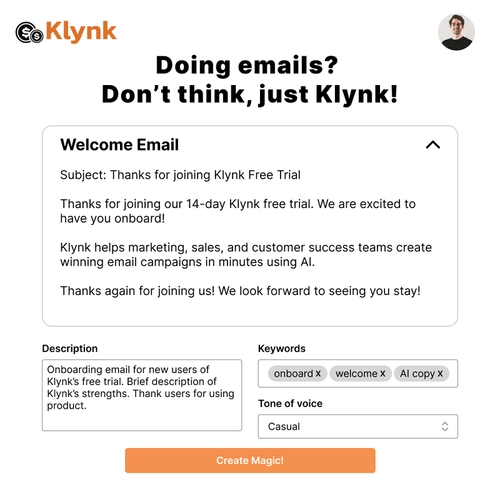 Klynk
Doing emails?
Don’t think, just Klynk!
Welcome Email
Subject: Thanks for joining Klynk Free Trial
Thanks for joining our 14-day Klynk free trial. We are excited to
have you onboard!
Klynk helps marketing, sales, and customer success teams create
winning email campaigns in minutes using AI.
Thanks again for joining us! We look forward to seeing you stay!
Description
Onboarding email for new users of
Klynk’s free trial. Brief description of
Klynk’s strengths. Thank users for using
product.
Keywords
onboard x welcome x AI copy x
Tone of voice
Casual
Create Magic!